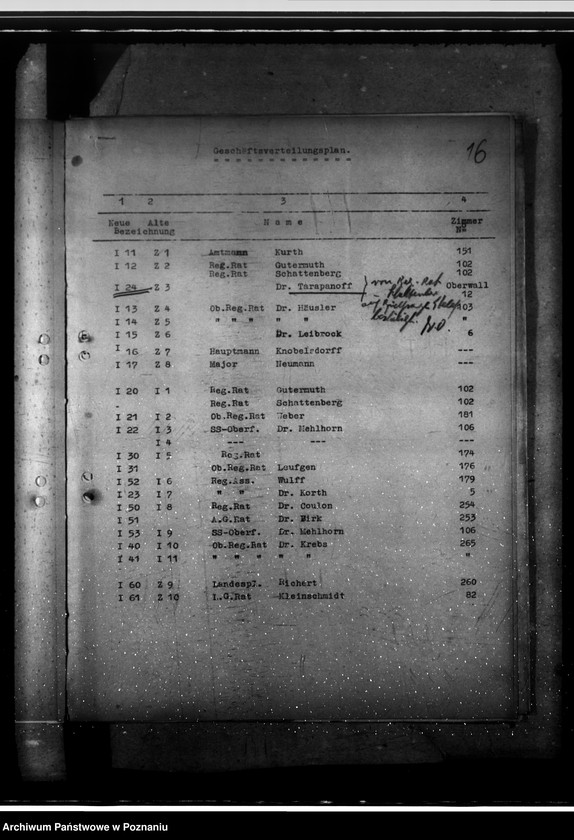 16
Geschäftsverteilungsplan.
1 2 3 4
Neue Alte Name Zimmer
Bezeichnung Nr
I 11 Z 1 Amtmann Kurth 151
I 12 Z 2 Reg.Rat Gutermuth 102
Reg.Rat Schattenberg 102
I 24 Z 3 Dr. Tarapanoff von Reg. Rat Oberwall
12
I 13 Z 4 Ob.Reg.Rat Dr. Häusler 03
I 14 Z 5 " " " " " "
I 15 Z 6 Dr. Leibrock 6
I 16 Z 7 Hauptmann Knobelsdorff ---
I 17 Z 8 Major Neumann ---
I 20 I 1 Reg.Rat Gutermuth 102
- Reg.Rat Schattenberg 102
I 21 I 2 Ob.Reg.Rat Weber 181
I 22 I 3 SS-Oberf. Dr. Mehlhorn 106
I 4 --- --- ---
I 30 I 5 Reg.Rat 174
I 31 Ob.Reg.Rat Leufgen 176
I 52 I 6 Reg.Ass. Wulff 179
I 23 I 7 " " Dr. Korth 5
I 50 I 8 Reg.Rat Dr. Coulon 254
I 51 A.G.Rat Dr. Birk 253
I 53 I 9 SS-Oberf. Dr. Mehlhorn 106
I 40 I 10 Ob.Reg.Rat Dr. Krebs 265
I 41 I 11 " " " " " "
I 60 Z 9 Landespl. Richert 260
I 61 Z 10 L.G.Rat Kleinschmidt 82
Archiwum Państwowe w Poznaniu